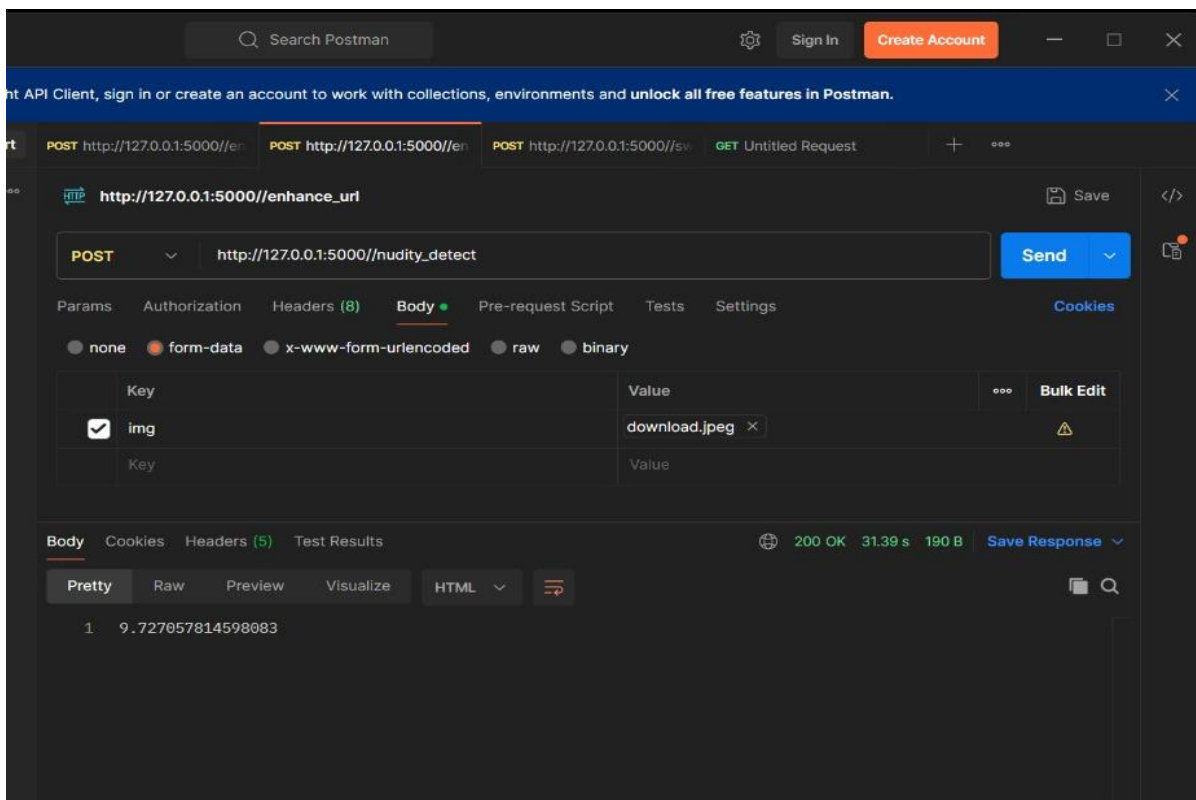 Search Postman Sign In Create Account
ht API Client, sign in or create an account to work with collections, environments and unlock all free features in Postman.
rt POST http://127.0.0.1:5000//en POST http://127.0.0.1:5000//en POST http://127.0.0.1:5000//sw GET Untitled Request
HTTP http://127.0.0.1:5000//enhance_url Save </>
POST http://127.0.0.1:5000//nudity_detect Send
Params Authorization Headers (8) Body Pre-request Script Tests Settings Cookies
none form-data x-www-form-urlencoded raw binary
Key Value Bulk Edit
img download.jpeg
Key Value
Body Cookies Headers (5) Test Results 200 OK 31.39 s 190 B Save Response
Pretty Raw Preview Visualize HTML
1 9.727057814598083